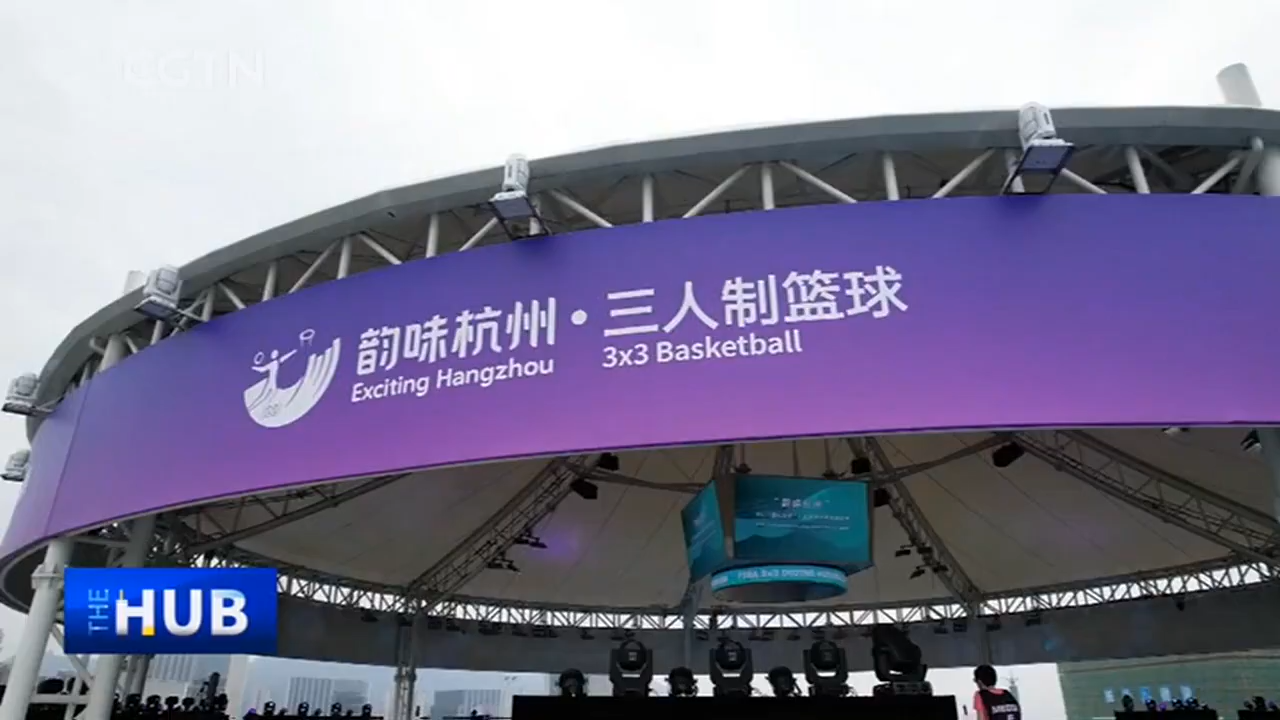 CGTN
韵味杭州·三人制篮球
Exciting Hangzhou 3x3 Basketball
THE HUB